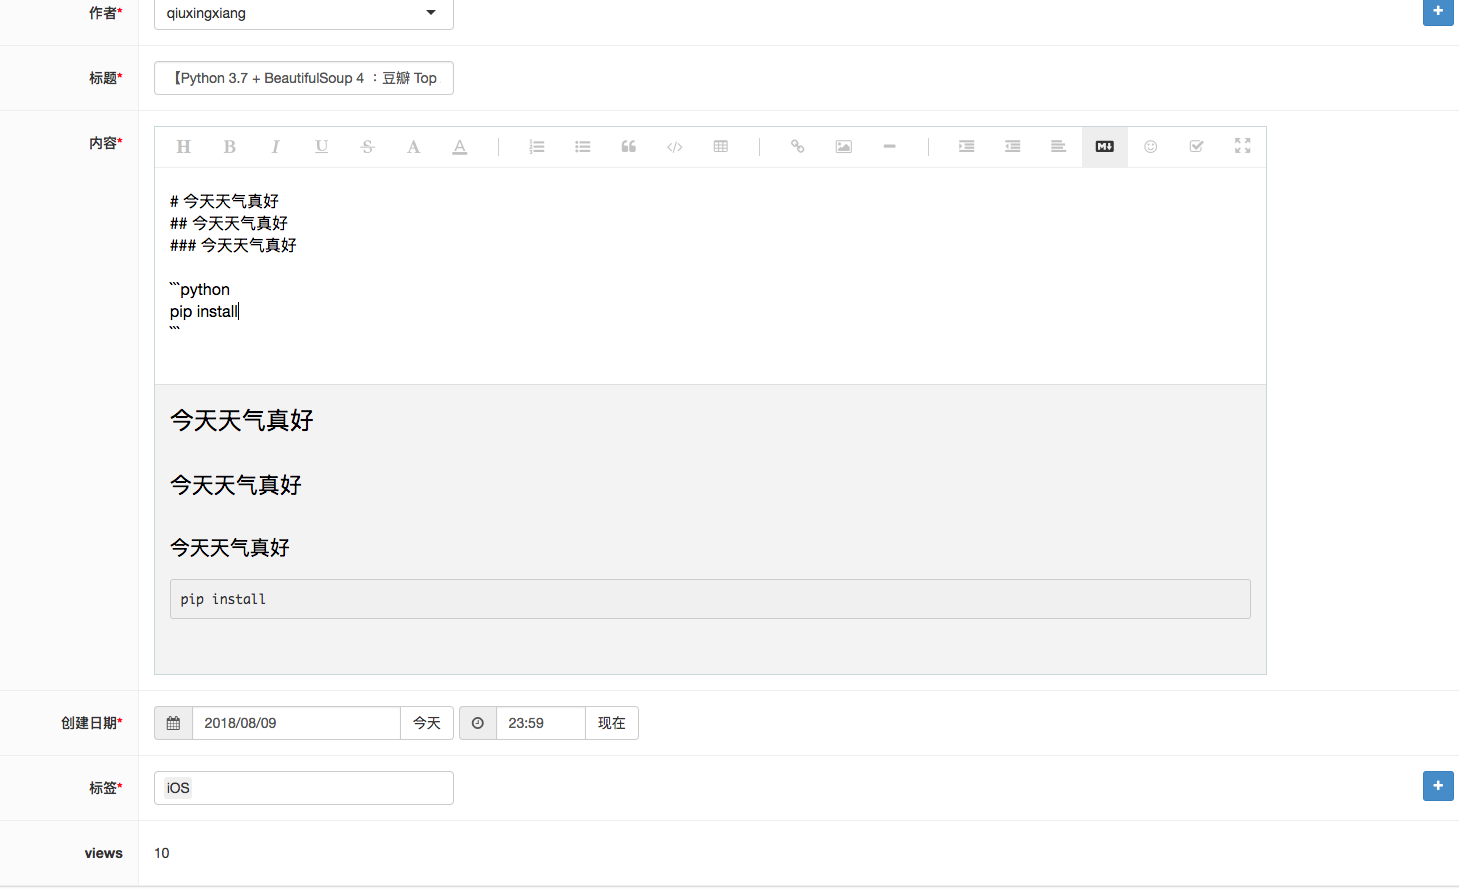 作者*
qiuxingxiang
标题*
【Python 3.7 + BeautifulSoup 4 ：豆瓣 Top
内容*
H B I U S A A M↓
# 今天天气真好
## 今天天气真好
### 今天天气真好
```python
pip install
```
今天天气真好
今天天气真好
今天天气真好
pip install
创建日期* 2018/08/09 今天 23:59 现在
标签* iOS
views 10